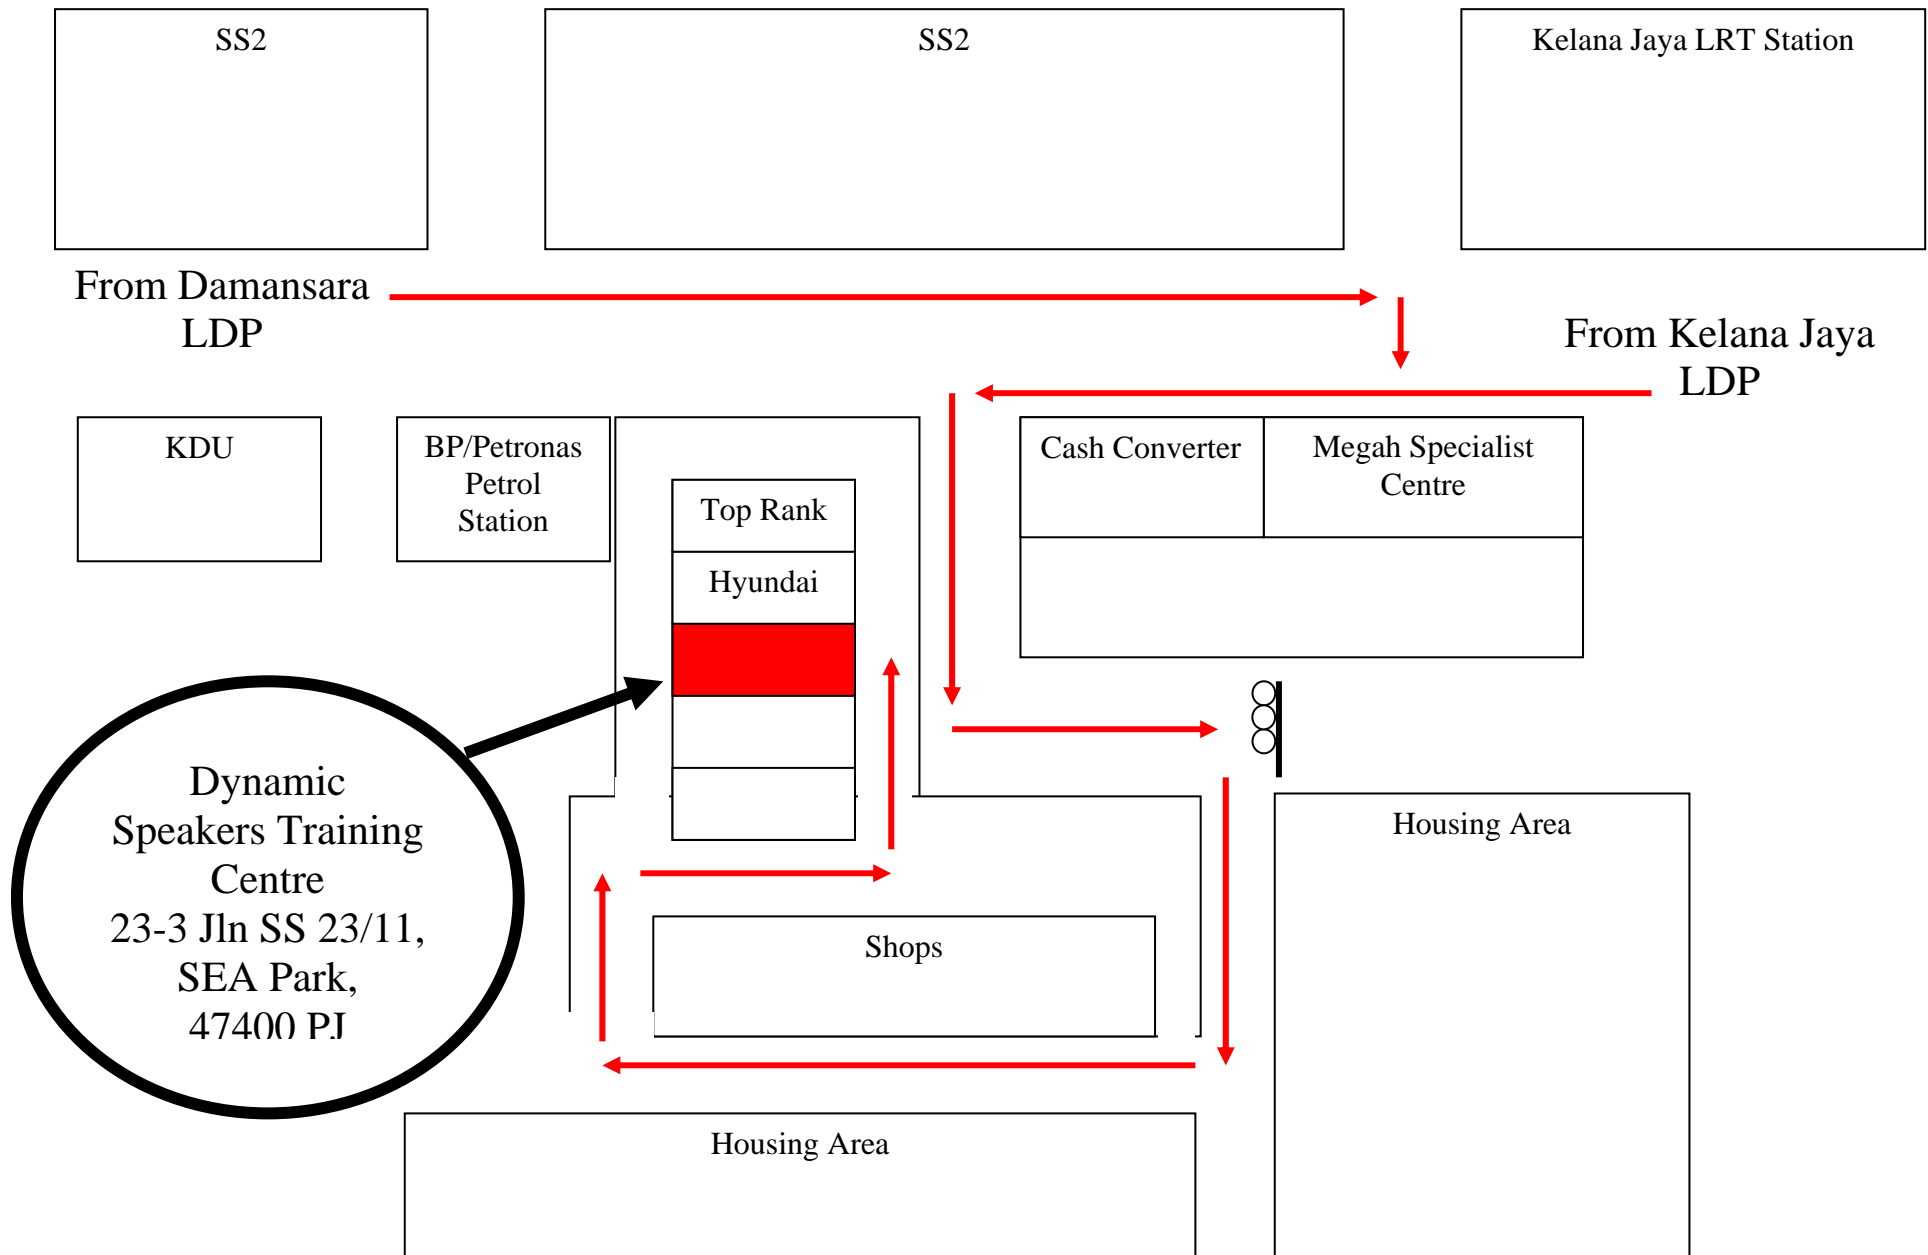 SS2
SS2
Kelana Jaya LRT Station
From Damansara
LDP
From Kelana Jaya
LDP
KDU
BP/Petronas
Petrol
Station
Top Rank
Hyundai
Cash Converter
Megah Specialist
Centre
Dynamic
Speakers Training
Centre
23-3 Jln SS 23/11,
SEA Park,
47400 PJ
Shops
Housing Area
Housing Area